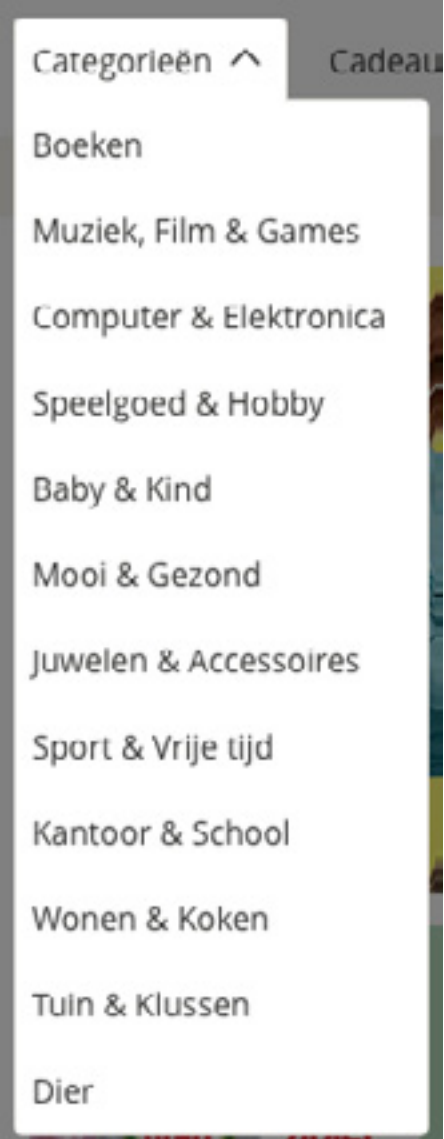 Categorieën Cadeau
Boeken
Muziek, Film & Games
Computer & Elektronica
Speelgoed & Hobby
Baby & Kind
Mooi & Gezond
Juwelen & Accessoires
Sport & Vrije tijd
Kantoor & School
Wonen & Koken
Tuin & Klussen
Dier